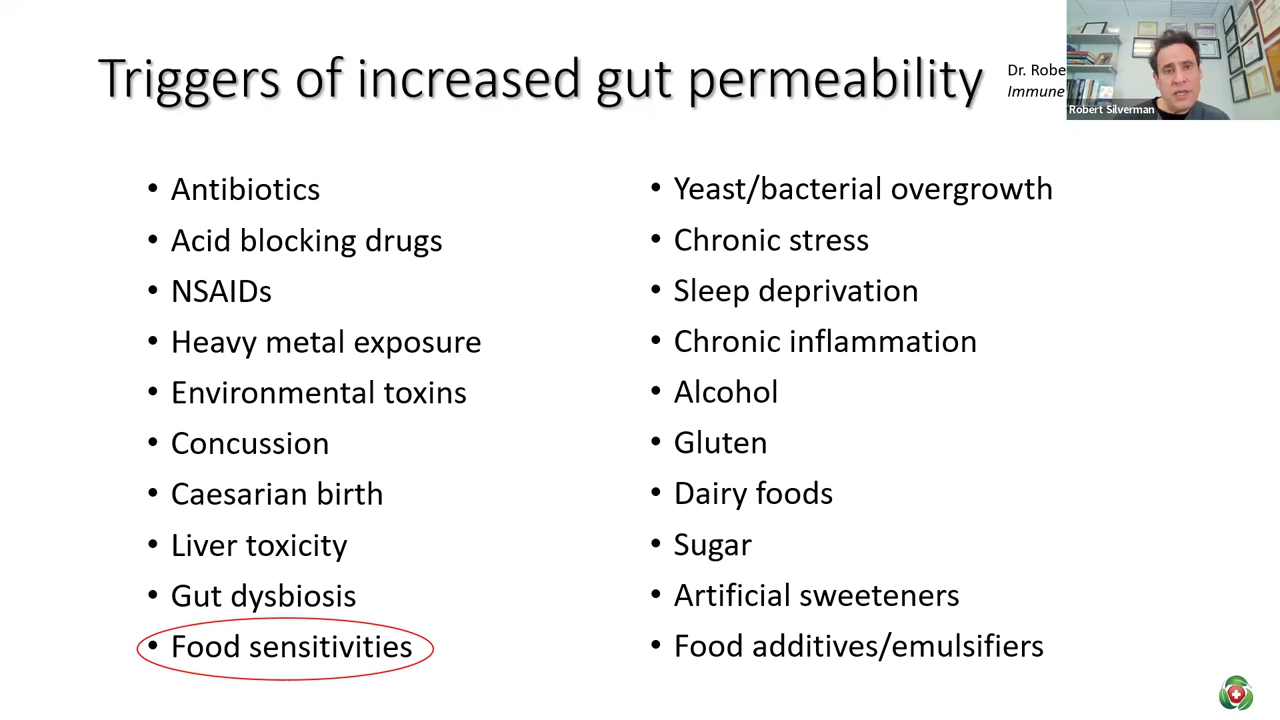 Triggers of increased gut permeability
Dr. Robe
Immune
Robert Silverman
• Antibiotics
• Acid blocking drugs
• NSAIDs
• Heavy metal exposure
• Environmental toxins
• Concussion
• Caesarian birth
• Liver toxicity
• Gut dysbiosis
• Food sensitivities
• Yeast/bacterial overgrowth
• Chronic stress
• Sleep deprivation
• Chronic inflammation
• Alcohol
• Gluten
• Dairy foods
• Sugar
• Artificial sweeteners
• Food additives/emulsifiers